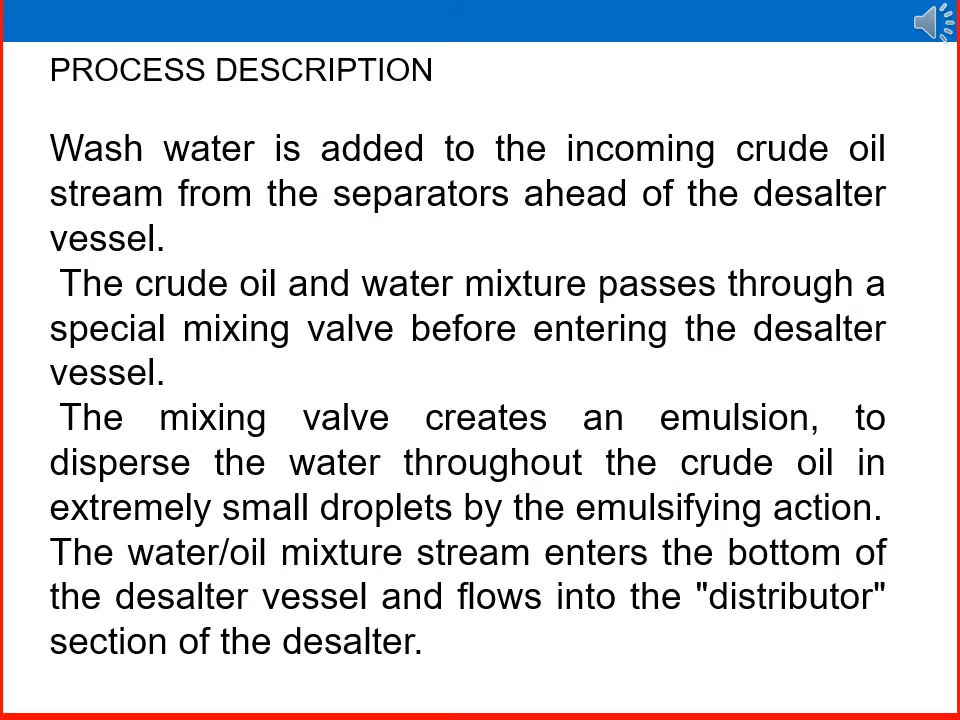 PROCESS DESCRIPTION
Wash water is added to the incoming crude oil
stream from the separators ahead of the desalter
vessel.
The crude oil and water mixture passes through a
special mixing valve before entering the desalter
vessel.
The mixing valve creates an emulsion, to
disperse the water throughout the crude oil in
extremely small droplets by the emulsifying action.
The water/oil mixture stream enters the bottom of
the desalter vessel and flows into the "distributor"
section of the desalter.